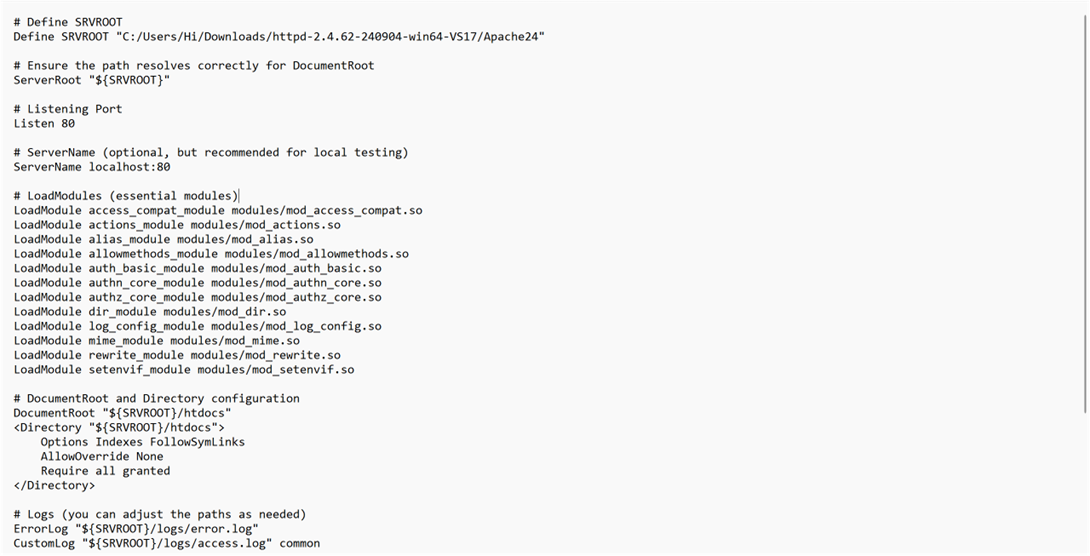 # Define SRVROOT
Define SRVROOT "C:/Users/Hi/Downloads/httpd-2.4.62-240904-win64-VS17/Apache24"

# Ensure the path resolves correctly for DocumentRoot
ServerRoot "${SRVROOT}"

# Listening Port
Listen 80

# ServerName (optional, but recommended for local testing)
ServerName localhost:80

# LoadModules (essential modules)
LoadModule access_compat_module modules/mod_access_compat.so
LoadModule actions_module modules/mod_actions.so
LoadModule alias_module modules/mod_alias.so
LoadModule allowmethods_module modules/mod_allowmethods.so
LoadModule auth_basic_module modules/mod_auth_basic.so
LoadModule authn_core_module modules/mod_authn_core.so
LoadModule authz_core_module modules/mod_authz_core.so
LoadModule dir_module modules/mod_dir.so
LoadModule log_config_module modules/mod_log_config.so
LoadModule mime_module modules/mod_mime.so
LoadModule rewrite_module modules/mod_rewrite.so
LoadModule setenvif_module modules/mod_setenvif.so

# DocumentRoot and Directory configuration
DocumentRoot "${SRVROOT}/htdocs"
<Directory "${SRVROOT}/htdocs">
    Options Indexes FollowSymLinks
    AllowOverride None
    Require all granted
</Directory>

# Logs (you can adjust the paths as needed)
ErrorLog "${SRVROOT}/logs/error.log"
CustomLog "${SRVROOT}/logs/access.log" common